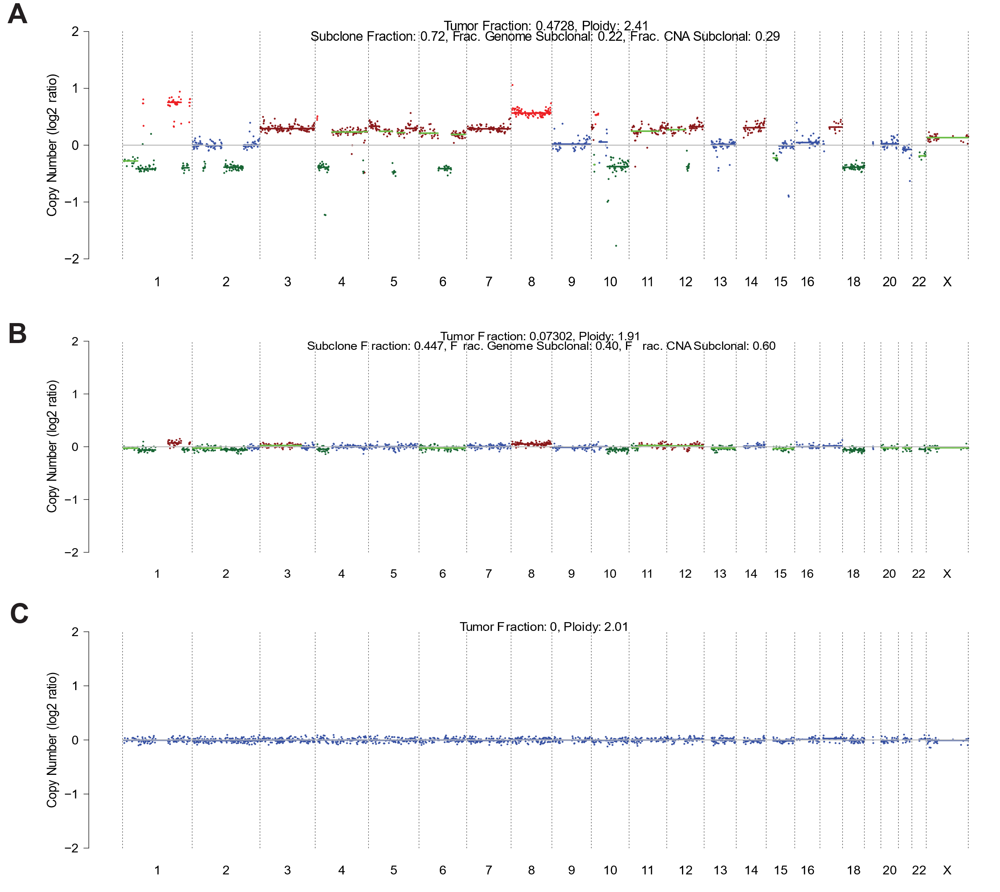 A
Tumor Fraction: 0.4728, Ploidy: 2.41
Subclone Fraction: 0.72, Frac. Genome Subclonal: 0.22, Frac. CNA Subclonal: 0.29
Copy Number (log2 ratio)
2
1
0
−1
−2
1 2 3 4 5 6 7 8 9 10 11 12 13 14 15 16 18 20 22 X
B
Tumor Fraction: 0.07302, Ploidy: 1.91
Subclone F raction: 0.447, F rac. Genome Subclonal: 0.40, F rac. CNA Subclonal: 0.60
Copy Number (log2 ratio)
2
1
0
−1
−2
1 2 3 4 5 6 7 8 9 10 11 12 13 14 15 16 18 20 22 X
C
Tumor Fraction: 0, Ploidy: 2.01
Copy Number (log2 ratio)
2
1
0
−1
−2
1 2 3 4 5 6 7 8 9 10 11 12 13 14 15 16 18 20 22 X